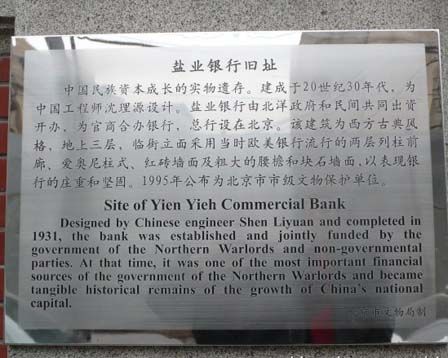 盐业银行旧址
中国民族资本成长的实物遗存。建成于20世纪30年代，为
中国工程师沈理源设计。盐业银行由北洋政府和民间共同出资
开办，为官商合办银行，总行设在北京。该建筑为西方古典风
格，地上三层，临街立面采用当时欧美银行流行的两层列柱前
廊、爱奥尼柱式、红砖墙面及粗大的腰檐和块石墙面，以表现银
行的庄重和坚固。1995年公布为北京市市级文物保护单位。
Site of Yien Yieh Commercial Bank
Designed by Chinese engineer Shen Liyuan and completed in
1931, the bank was established and jointly funded by the
government of the Northern Warlords and non-governmental
parties. At that time, it was one of the most important financial
sources of the government of the Northern Warlords and became
tangible historical remains of the growth of China's national
capital.
北京市文物局制